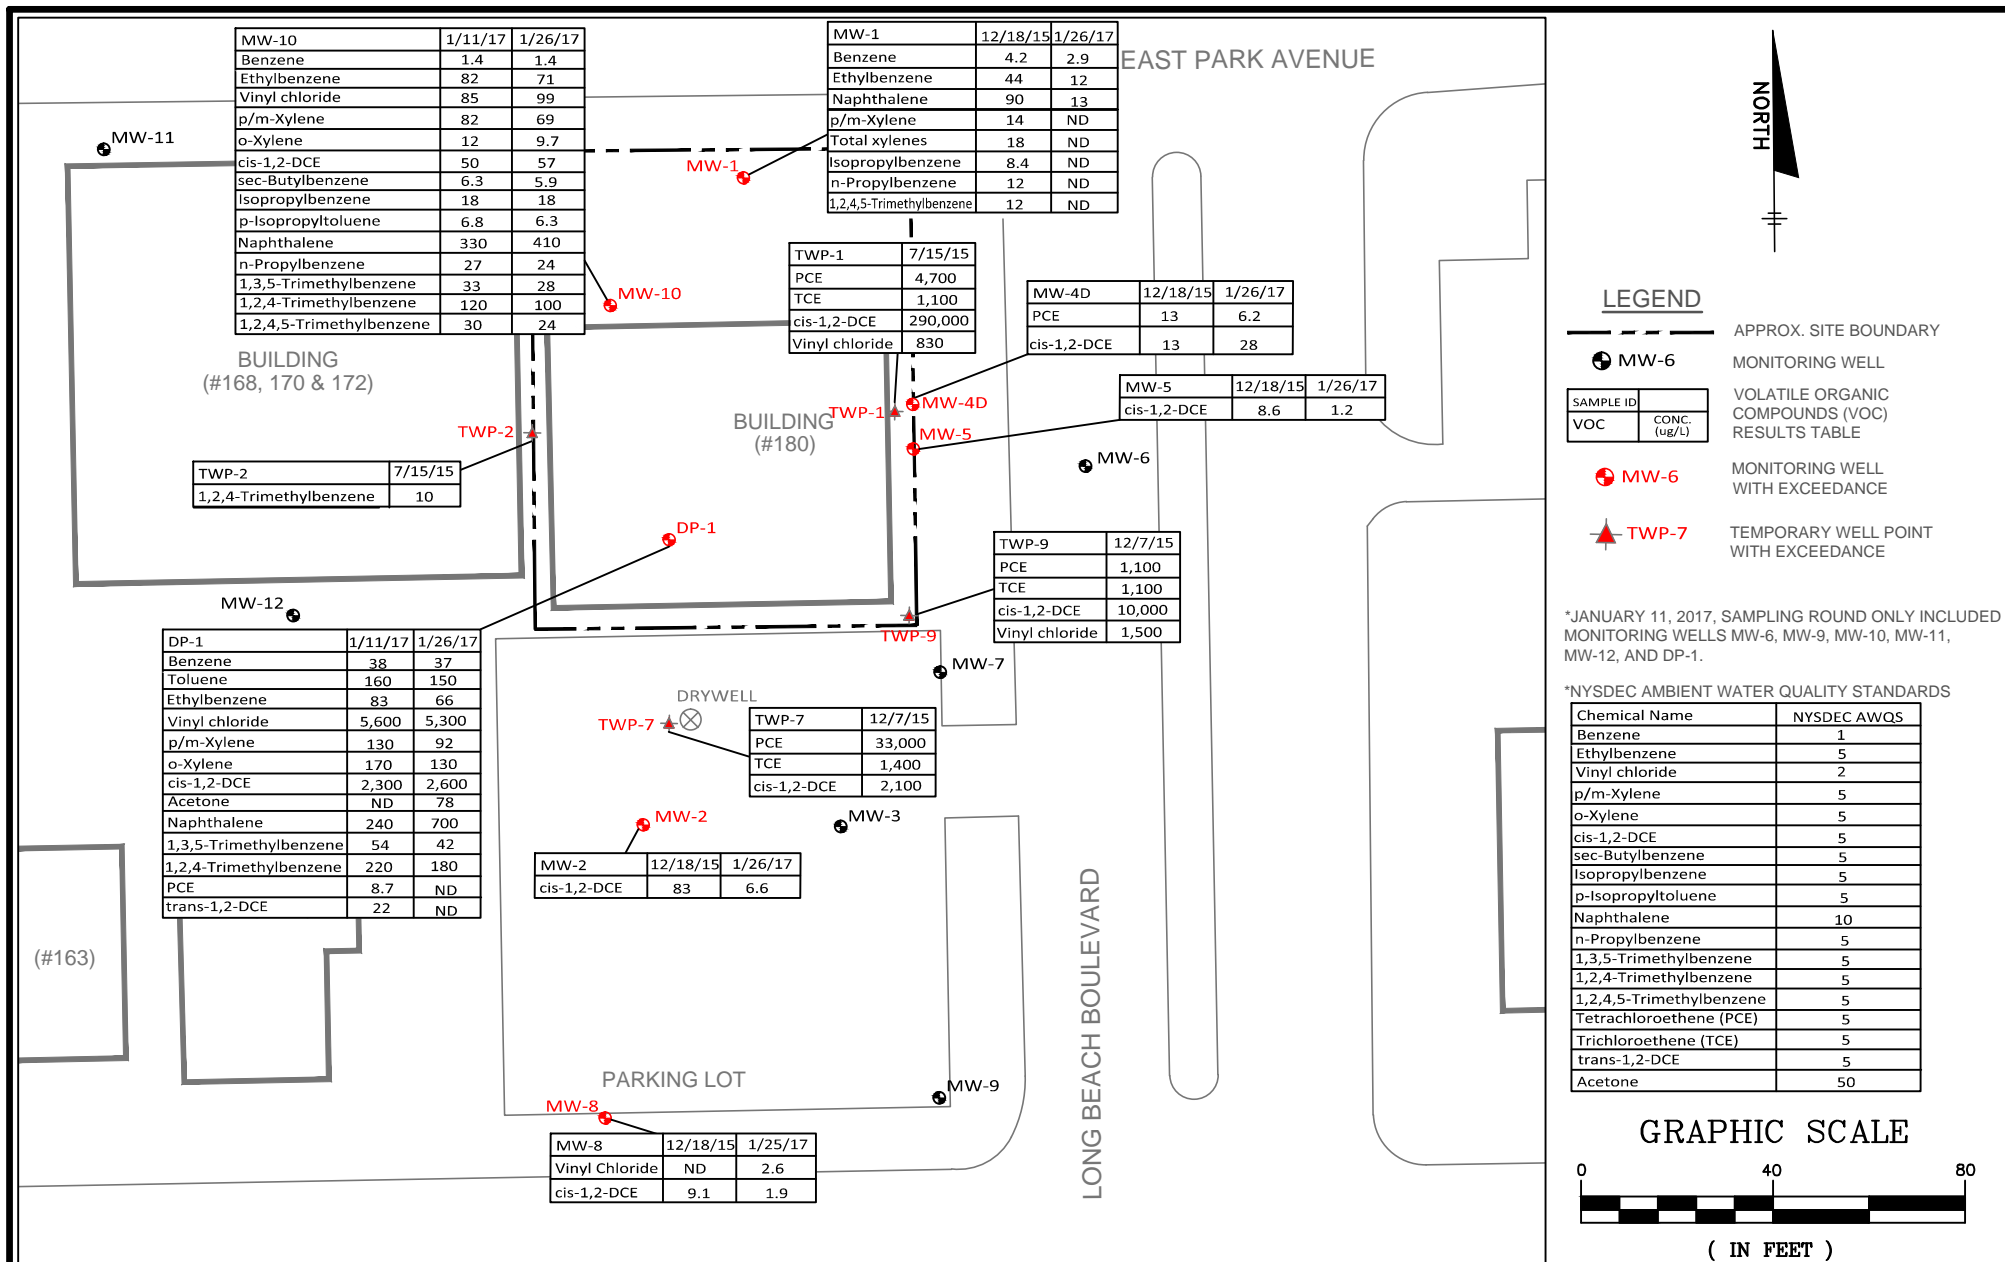 MW-10 1/11/17 1/26/17
Benzene 1.4 1.4
Ethylbenzene 82 71
Vinyl chloride 85 99
p/m-Xylene 82 69
o-Xylene 12 9.7
cis-1,2-DCE 50 57
sec-Butylbenzene 6.3 5.9
Isopropylbenzene 18 18
p-Isopropyltoluene 6.8 6.3
Naphthalene 330 410
n-Propylbenzene 27 24
1,3,5-Trimethylbenzene 33 28
1,2,4-Trimethylbenzene 120 100
1,2,4,5-Trimethylbenzene 30 24
MW-1 12/18/15 1/26/17
Benzene 4.2 2.9
Ethylbenzene 44 12
Naphthalene 90 13
p/m-Xylene 14 ND
Total xylenes 18 ND
Isopropylbenzene 8.4 ND
n-Propylbenzene 12 ND
1,2,4,5-Trimethylbenzene 12 ND
EAST PARK AVENUE
MW-11
MW-1
MW-10
TWP-1 7/15/15
PCE 4,700
TCE 1,100
cis-1,2-DCE 290,000
Vinyl chloride 830
MW-4D 12/18/15 1/26/17
PCE 13 6.2
cis-1,2-DCE 13 28
MW-5 12/18/15 1/26/17
cis-1,2-DCE 8.6 1.2
BUILDING
(#168, 170 & 172)
BUILDING
(#180)
TWP-1
MW-4D
MW-5
TWP-2
MW-6
TWP-2 7/15/15
1,2,4-Trimethylbenzene 10
DP-1
TWP-9 12/7/15
PCE 1,100
TCE 1,100
cis-1,2-DCE 10,000
Vinyl chloride 1,500
MW-12
TWP-9
MW-7
DP-1 1/11/17 1/26/17
Benzene 38 37
Toluene 160 150
Ethylbenzene 83 66
Vinyl chloride 5,600 5,300
p/m-Xylene 130 92
o-Xylene 170 130
cis-1,2-DCE 2,300 2,600
Acetone ND 78
Naphthalene 240 700
1,3,5-Trimethylbenzene 54 42
1,2,4-Trimethylbenzene 220 180
PCE 8.7 ND
trans-1,2-DCE 22 ND
DRYWELL
TWP-7
TWP-7 12/7/15
PCE 33,000
TCE 1,400
cis-1,2-DCE 2,100
MW-2
MW-3
MW-2 12/18/15 1/26/17
cis-1,2-DCE 83 6.6
(#163)
LONG BEACH BOULEVARD
PARKING LOT
MW-9
MW-8
MW-8 12/18/15 1/25/17
Vinyl Chloride ND 2.6
cis-1,2-DCE 9.1 1.9
NORTH
LEGEND
APPROX. SITE BOUNDARY
MW-6 MONITORING WELL
SAMPLE ID
VOC CONC.
(ug/L)
VOLATILE ORGANIC
COMPOUNDS (VOC)
RESULTS TABLE
MW-6 MONITORING WELL
WITH EXCEEDANCE
TWP-7 TEMPORARY WELL POINT
WITH EXCEEDANCE
*JANUARY 11, 2017, SAMPLING ROUND ONLY INCLUDED
MONITORING WELLS MW-6, MW-9, MW-10, MW-11,
MW-12, AND DP-1.
*NYSDEC AMBIENT WATER QUALITY STANDARDS
Chemical Name NYSDEC AWQS
Benzene 1
Ethylbenzene 5
Vinyl chloride 2
p/m-Xylene 5
o-Xylene 5
cis-1,2-DCE 5
sec-Butylbenzene 5
Isopropylbenzene 5
p-Isopropyltoluene 5
Naphthalene 10
n-Propylbenzene 5
1,3,5-Trimethylbenzene 5
1,2,4-Trimethylbenzene 5
1,2,4,5-Trimethylbenzene 5
Tetrachloroethene (PCE) 5
Trichloroethene (TCE) 5
trans-1,2-DCE 5
Acetone 50
GRAPHIC SCALE
0 40 80
( IN FEET )